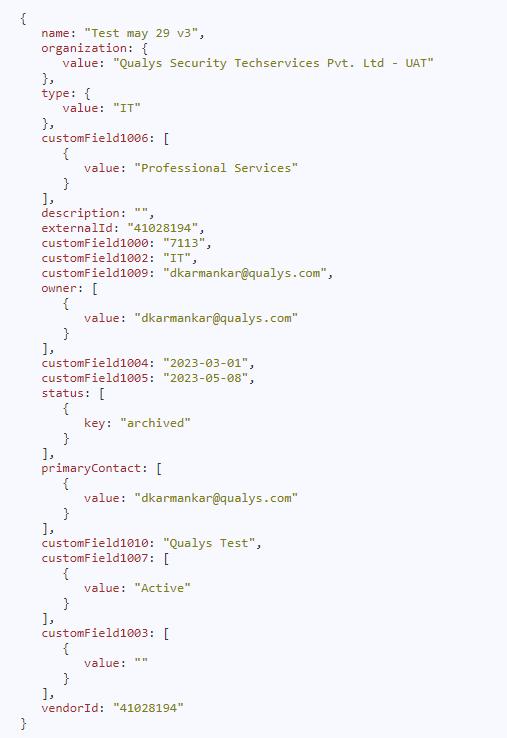 {
name: "Test may 29 v3",
organization: {
value: "Qualys Security Techservices Pvt. Ltd - UAT"
},
type: {
value: "IT"
},
customField1006: [
{
value: "Professional Services"
}
],
description: "",
externalId: "41028194",
customField1000: "7113",
customField1002: "IT",
customField1009: "dkarmankar@qualys.com",
owner: [
{
value: "dkarmankar@qualys.com"
}
],
customField1004: "2023-03-01",
customField1005: "2023-05-08",
status: [
{
key: "archived"
}
],
primaryContact: [
{
value: "dkarmankar@qualys.com"
}
],
customField1010: "Qualys Test",
customField1007: [
{
value: "Active"
}
],
customField1003: [
{
value: ""
}
],
vendorId: "41028194"
}